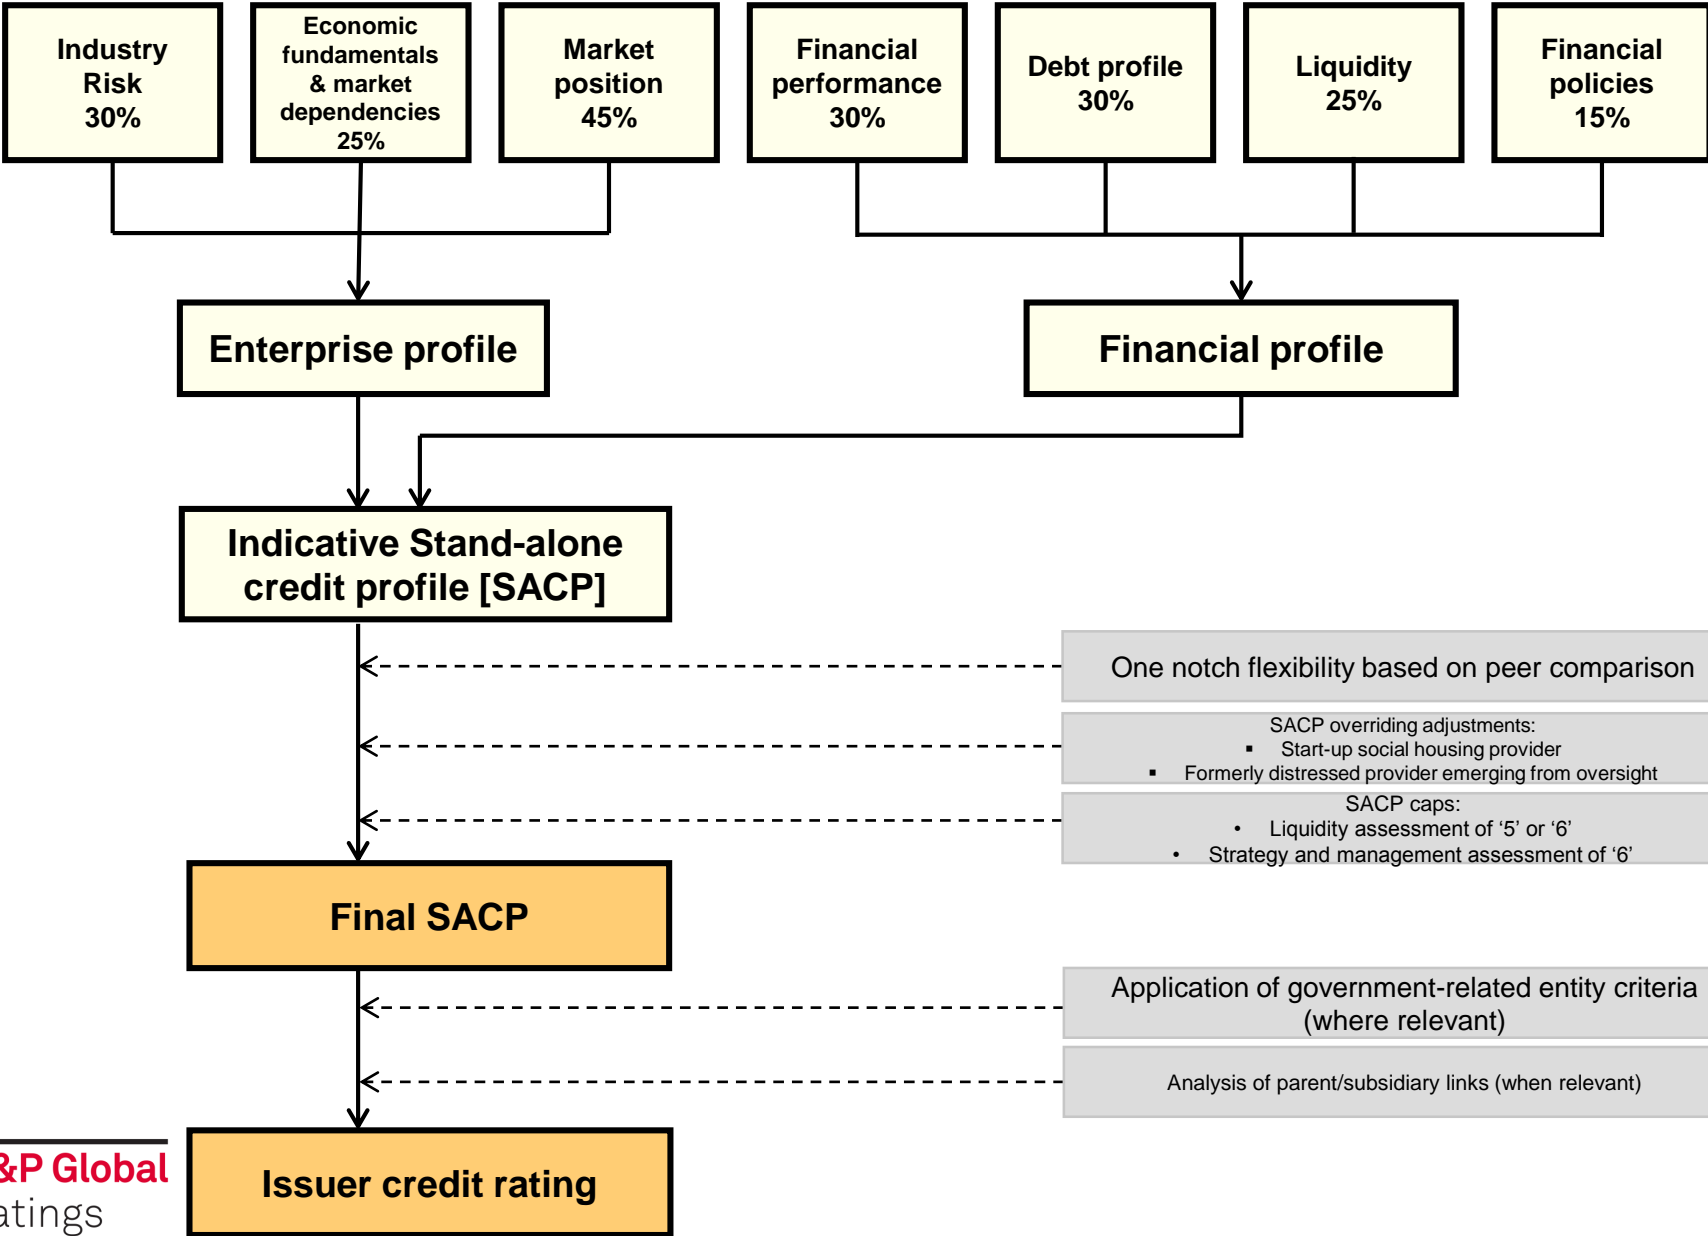 Industry
Risk
30%
Economic
fundamentals
& market
dependencies
25%
Market
position
45%
Financial
performance
30%
Debt profile
30%
Liquidity
25%
Financial
policies
15%
Enterprise profile
Financial profile
Indicative Stand-alone
credit profile [SACP]
One notch flexibility based on peer comparison
SACP overriding adjustments:
▪ Start-up social housing provider
▪ Formerly distressed provider emerging from oversight
SACP caps:
• Liquidity assessment of ‘5’ or ‘6’
• Strategy and management assessment of ‘6’
Final SACP
Application of government-related entity criteria
(where relevant)
Analysis of parent/subsidiary links (when relevant)
Issuer credit rating
&P Global
atings